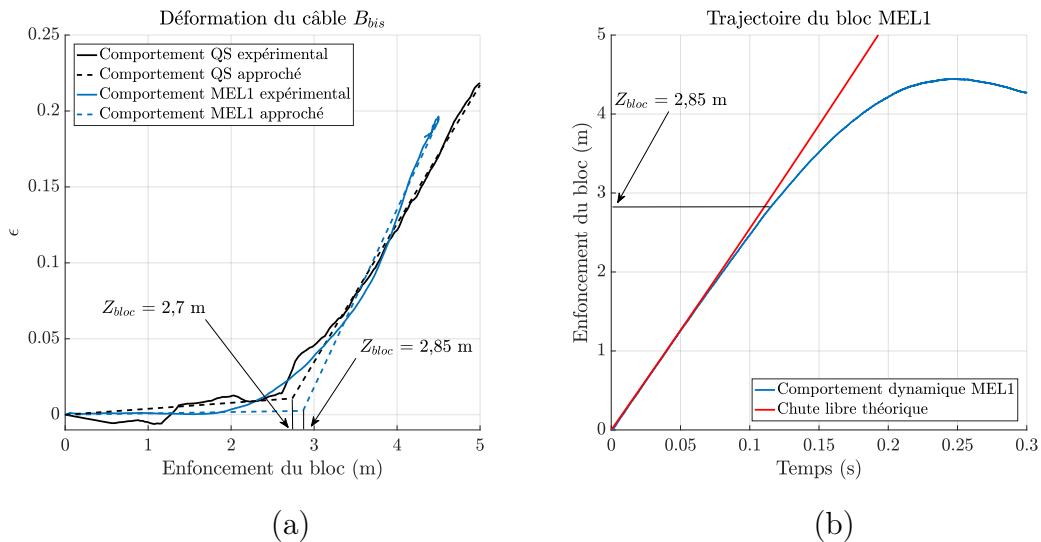 Déformation du câble B_bis
0.25
0.2
0.15
0.1
0.05
0
ϵ
Comportement QS expérimental
Comportement QS approché
Comportement MEL1 expérimental
Comportement MEL1 approché
Z_bloc = 2,7 m
Z_bloc = 2,85 m
0 1 2 3 4 5
Enfoncement du bloc (m)
(a)
Trajectoire du bloc MEL1
5
4
3
2
1
0
Enfoncement du bloc (m)
Z_bloc = 2,85 m
Comportement dynamique MEL1
Chute libre théorique
0 0.05 0.1 0.15 0.2 0.25 0.3
Temps (s)
(b)